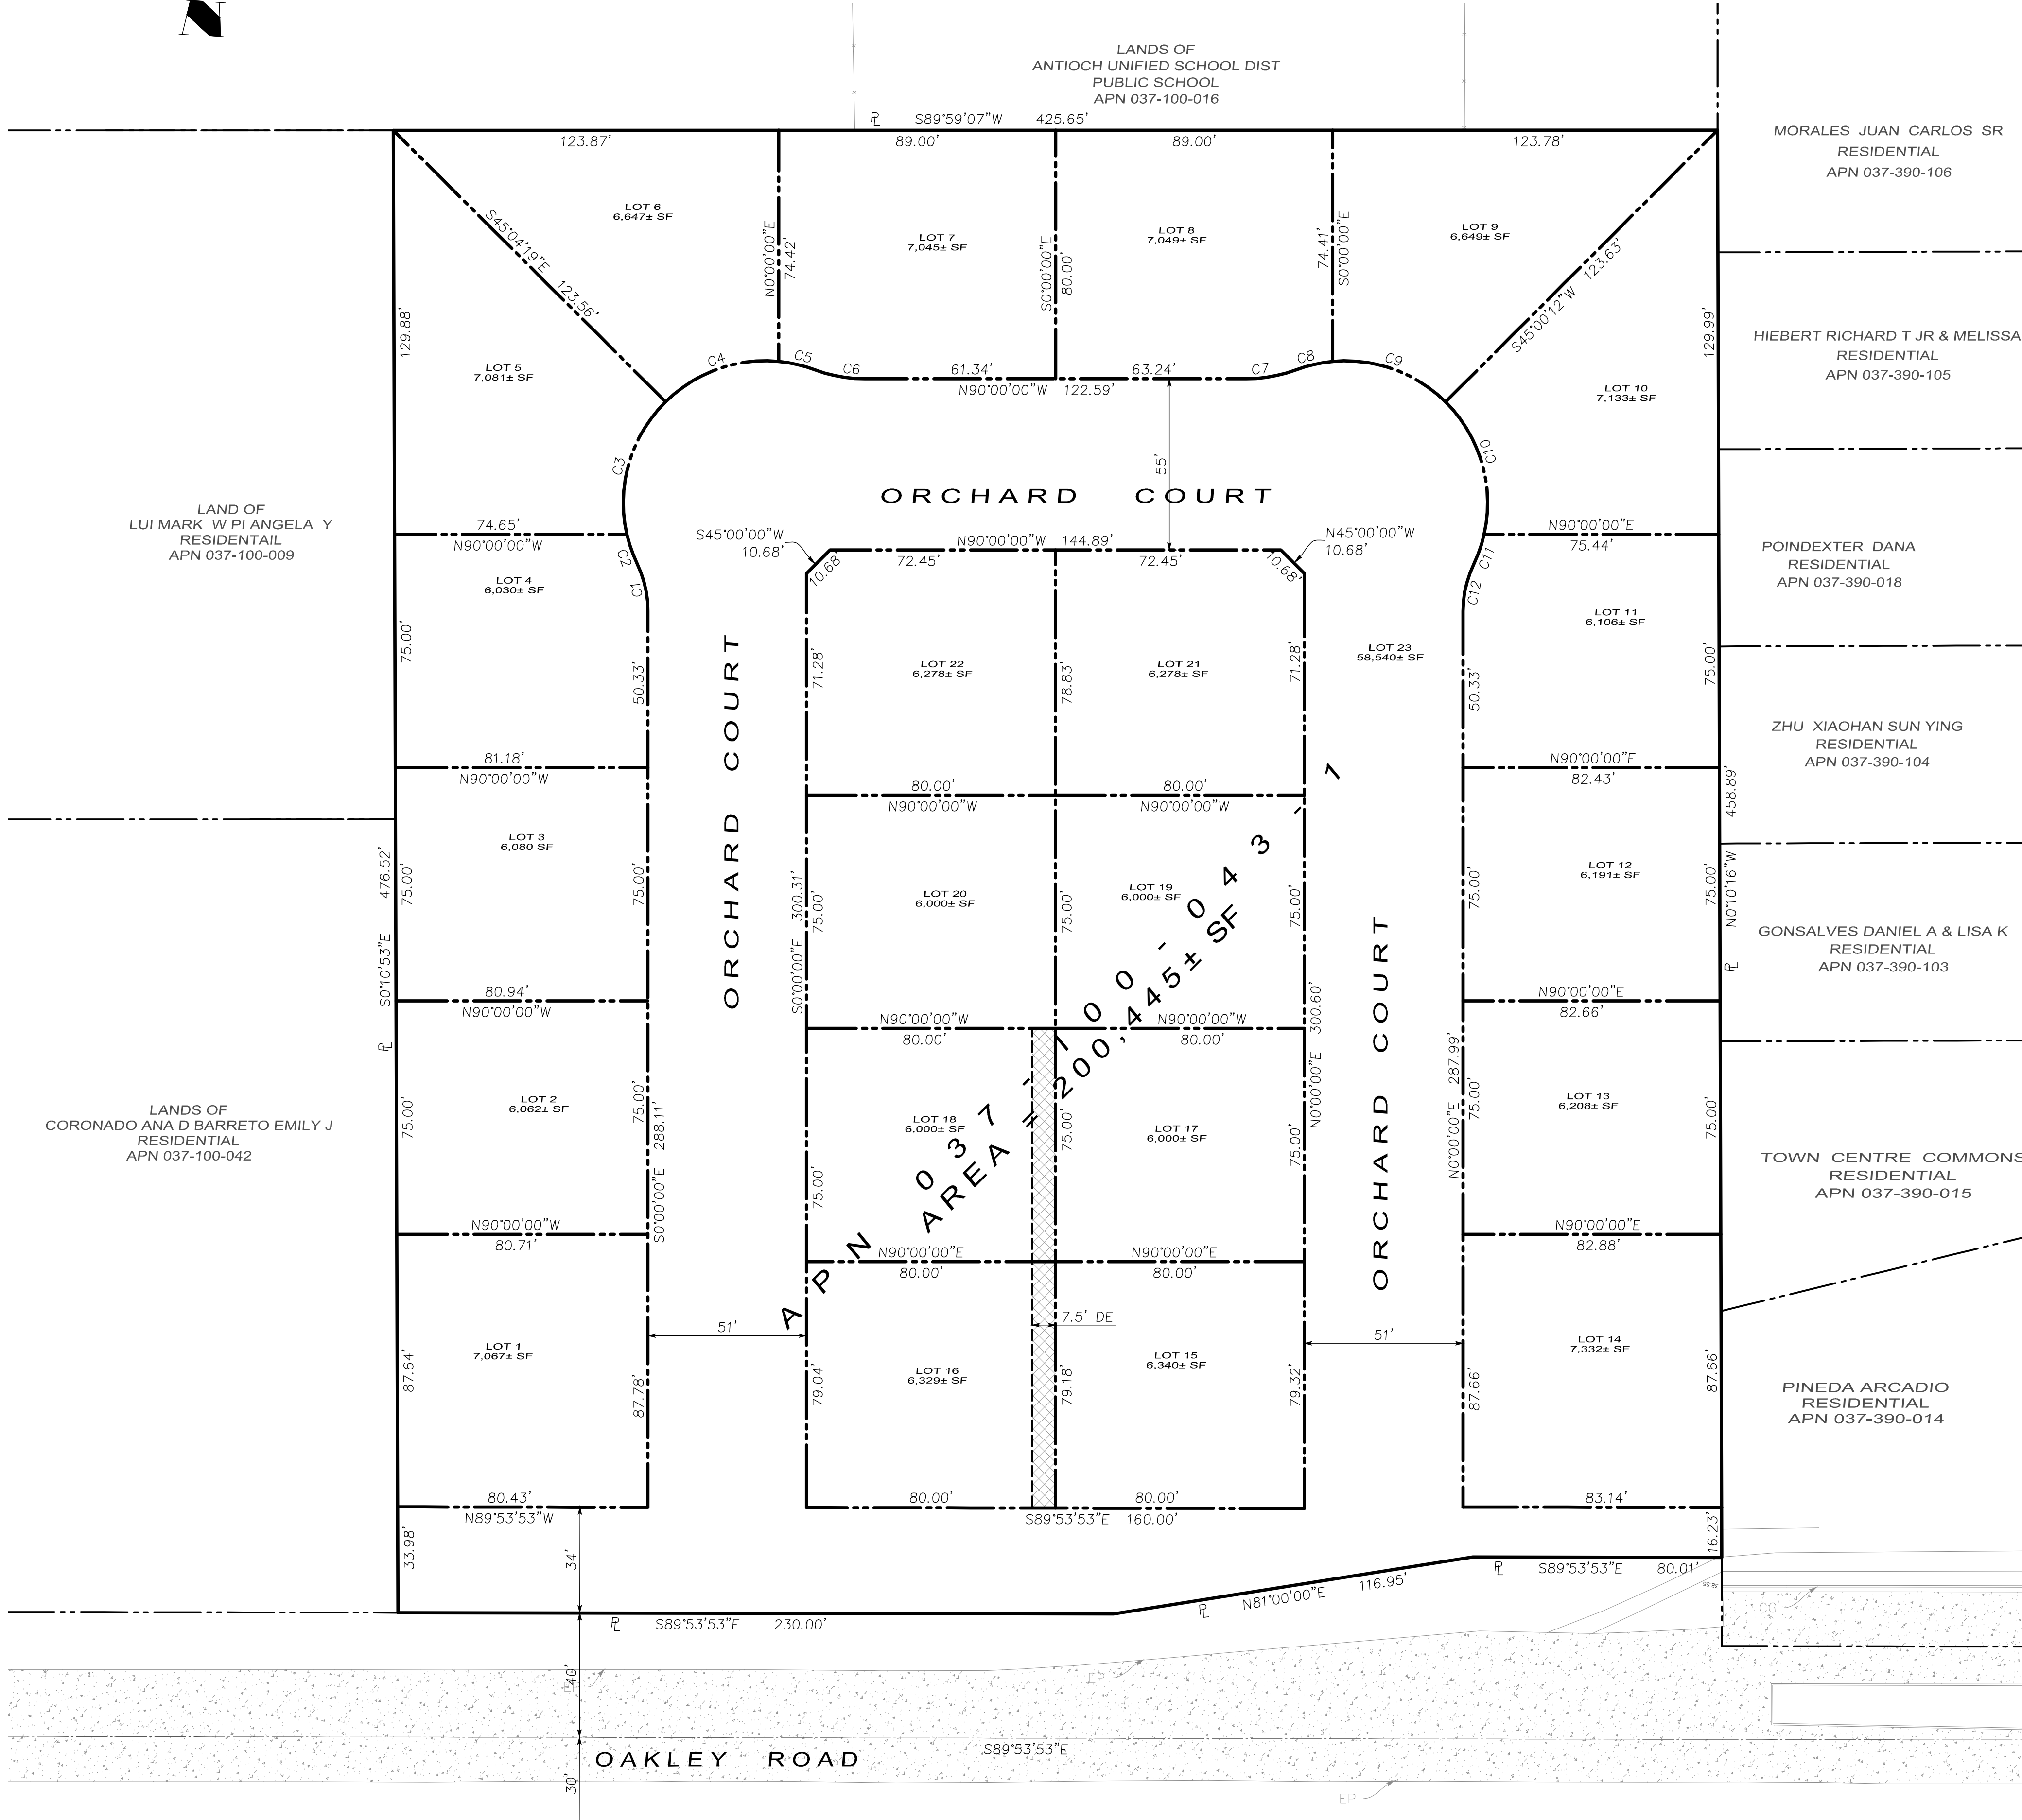 N
LANDS OF
ANTIOCH UNIFIED SCHOOL DIST
PUBLIC SCHOOL
APN 037-100-016
MORALES JUAN CARLOS SR
RESIDENTIAL
APN 037-390-106
HIEBERT RICHARD T JR & MELISSA
RESIDENTIAL
APN 037-390-105
POINDEXTER DANA
RESIDENTIAL
APN 037-390-018
ZHU XIAOHAN SUN YING
RESIDENTIAL
APN 037-390-104
GONSALVES DANIEL A & LISA K
RESIDENTIAL
APN 037-390-103
TOWN CENTRE COMMONS
RESIDENTIAL
APN 037-390-015
PINEDA ARCADIO
RESIDENTIAL
APN 037-390-014
LAND OF
LUI MARK W PI ANGELA Y
RESIDENTAIL
APN 037-100-009
LANDS OF
CORONADO ANA D BARRETO EMILY J
RESIDENTIAL
APN 037-100-042
PL S89°59'07"W 425.65'
123.87'
89.00'
89.00'
123.78'
LOT 6
6,647± SF
N0°00'00"E
74.42'
LOT 7
7,045± SF
S0°00'00"E
80.00'
LOT 8
7,049± SF
74.41'
S0°00'00"E
LOT 9
6,649± SF
S45°04'19"E 123.56'
S45°00'12"W 123.63'
129.88'
LOT 5
7,081± SF
129.99'
LOT 10
7,133± SF
C4
C5
C6
61.34'
63.24'
N90°00'00"W 122.59'
C7
C8
C9
C3
C10
55'
ORCHARD COURT
74.65'
N90°00'00"W
C2
C1
S45°00'00"W
10.68'
10.68'
N90°00'00"W 144.89'
72.45'
72.45'
N45°00'00"W
10.68'
10.68'
N90°00'00"E
75.44'
C11
C12
LOT 4
6,030± SF
75.00'
50.33'
ORCHARD COURT
71.28'
LOT 22
6,278± SF
78.83'
LOT 21
6,278± SF
71.28'
LOT 23
58,540± SF
50.33'
LOT 11
6,106± SF
75.00'
81.18'
N90°00'00"W
80.00'
N90°00'00"W
80.00'
N90°00'00"W
N90°00'00"E
82.43'
LOT 3
6,080 SF
PL S0°10'53"E 476.52'
75.00'
75.00'
S0°00'00"E 300.31'
75.00'
LOT 20
6,000± SF
75.00'
LOT 19
6,000± SF
75.00'
75.00'
LOT 12
6,191± SF
75.00'
PL N0°10'16"W 458.89'
80.94'
N90°00'00"W
N90°00'00"W
80.00'
N90°00'00"W
80.00'
N90°00'00"E
82.66'
APN 037-100-043-1
AREA = 200,445± SF
LOT 2
6,062± SF
75.00'
75.00'
S0°00'00"E 288.11'
75.00'
LOT 18
6,000± SF
75.00'
LOT 17
6,000± SF
75.00'
N0°00'00"E 300.60'
ORCHARD COURT
N0°00'00"E 287.99'
75.00'
LOT 13
6,208± SF
75.00'
N90°00'00"W
80.71'
N90°00'00"E
80.00'
N90°00'00"E
80.00'
N90°00'00"E
82.88'
51'
7.5' DE
51'
LOT 1
7,067± SF
87.64'
87.78'
79.04'
LOT 16
6,329± SF
79.18'
LOT 15
6,340± SF
79.32'
87.66'
LOT 14
7,332± SF
87.66'
80.43'
N89°53'53"W
80.00'
80.00'
S89°53'53"E 160.00'
83.14'
33.98'
34'
16.23'
PL S89°53'53"E 230.00'
PL N81°00'00"E 116.95'
PL S89°53'53"E 80.01'
38.56
CG
40'
EP
EP
OAKLEY ROAD
S89°53'53"E
30'
EP